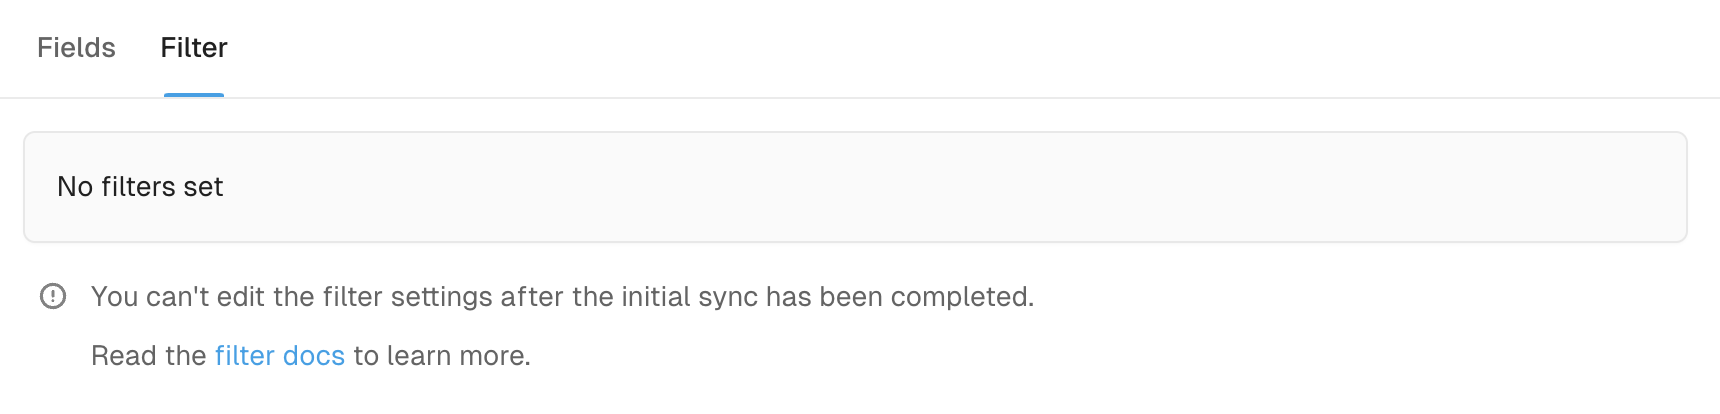 Fields Filter
No filters set
You can't edit the filter settings after the initial sync has been completed.
Read the filter docs to learn more.